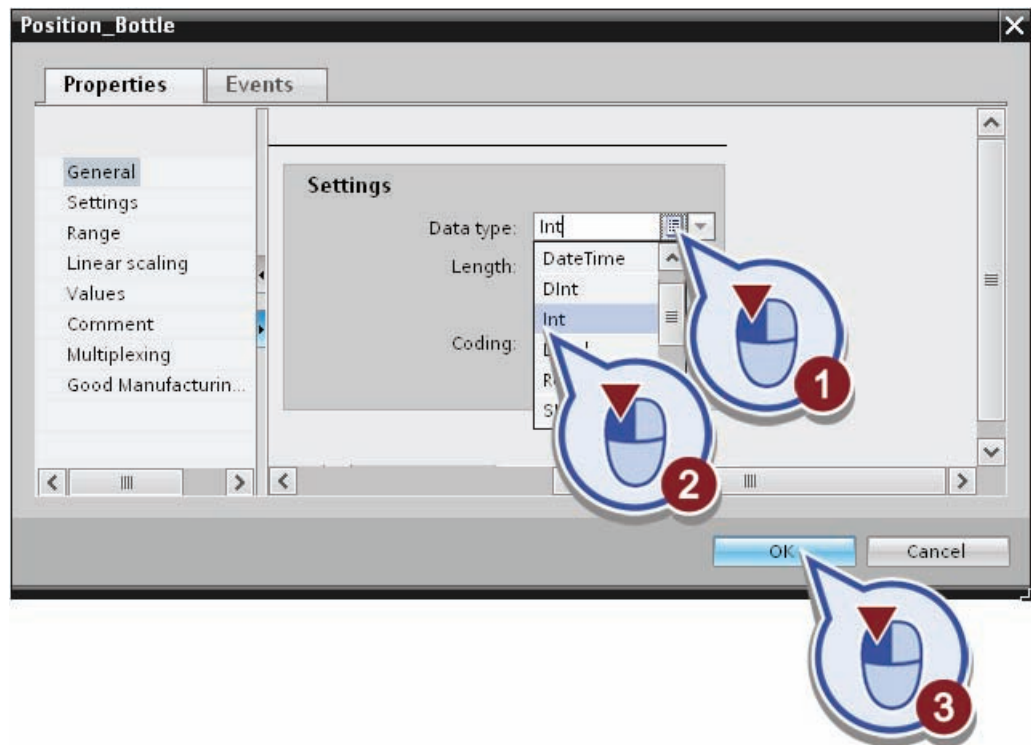 Position_Bottle
Properties Events
General
Settings
Range
Linear scaling
Values
Comment
Multiplexing
Good Manufacturin...
Settings
Data type: Int
Length:
Coding:
DateTime
DInt
Int
1
2
OK Cancel
3